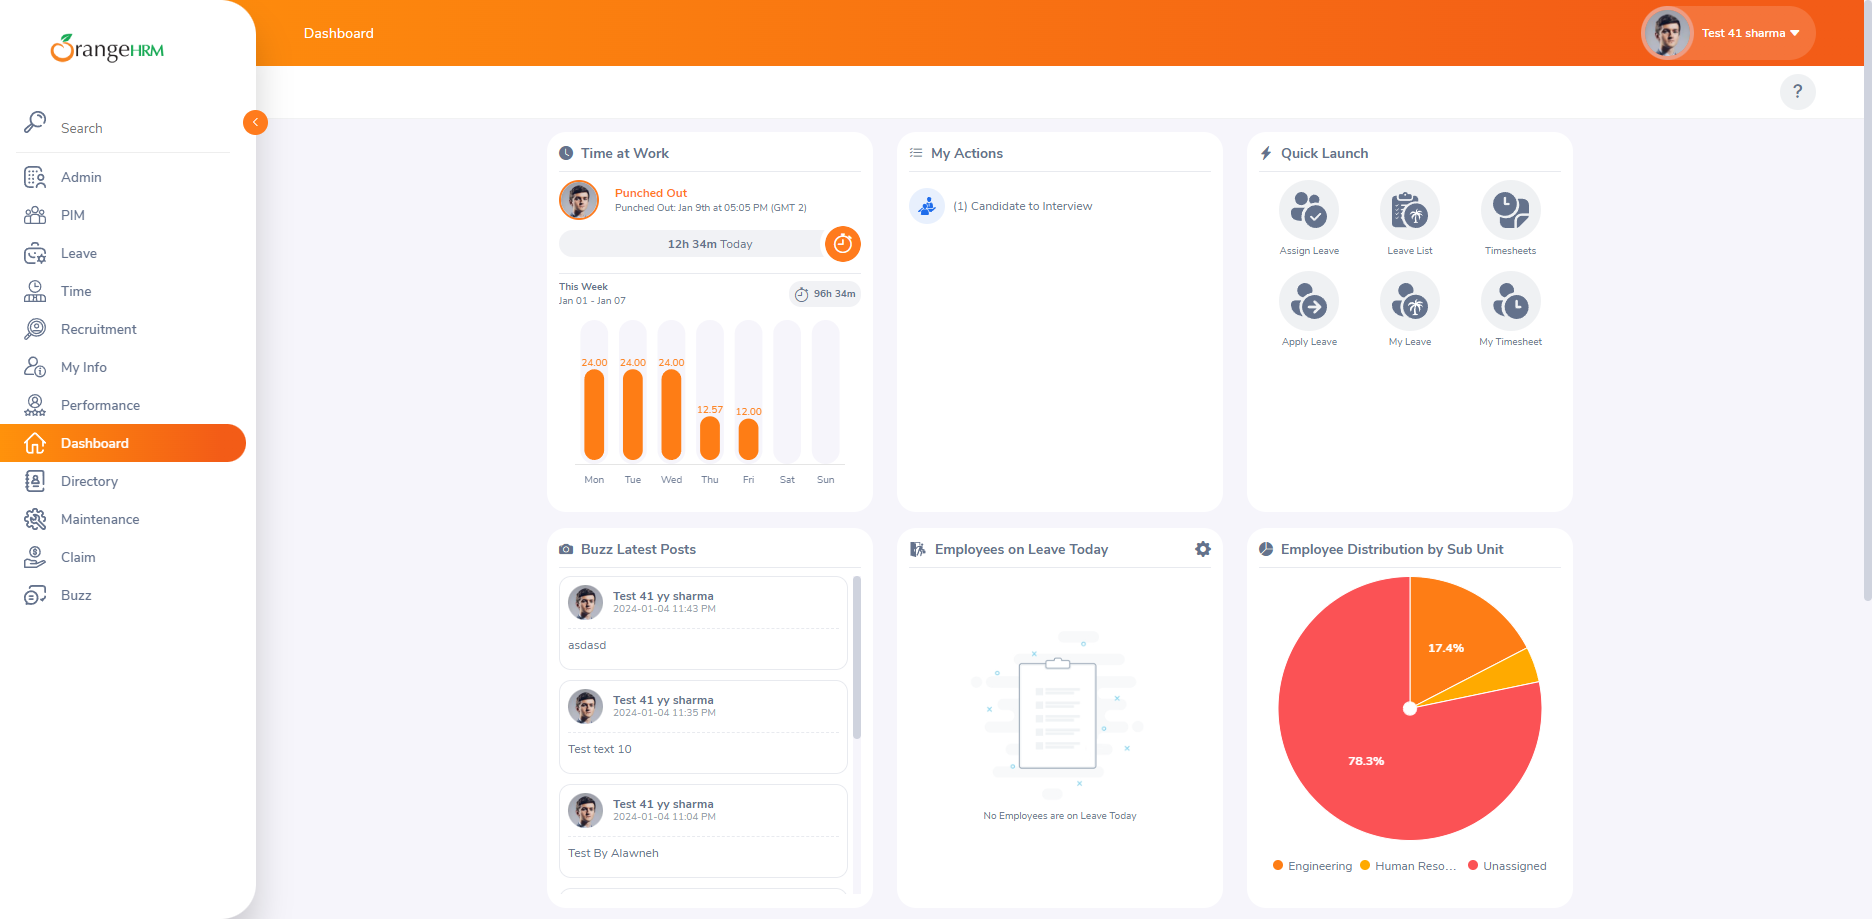 OrangeHRM
Search
Admin
PIM
Leave
Time
Recruitment
My Info
Performance
Dashboard
Directory
Maintenance
Claim
Buzz
Dashboard
Test 41 sharma
?
Time at Work
Punched Out
Punched Out: Jan 9th at 05:05 PM (GMT 2)
12h 34m Today
This Week
Jan 01 - Jan 07
96h 34m
24.00 24.00 24.00 12.57 12.00
Mon Tue Wed Thu Fri Sat Sun
My Actions
(1) Candidate to Interview
Quick Launch
Assign Leave Leave List Timesheets
Apply Leave My Leave My Timesheet
Buzz Latest Posts
Test 41 yy sharma
2024-01-04 11:43 PM
asdasd
Test 41 yy sharma
2024-01-04 11:35 PM
Test text 10
Test 41 yy sharma
2024-01-04 11:04 PM
Test By Alawneh
Employees on Leave Today
No Employees are on Leave Today
Employee Distribution by Sub Unit
17.4%
78.3%
Engineering Human Reso... Unassigned